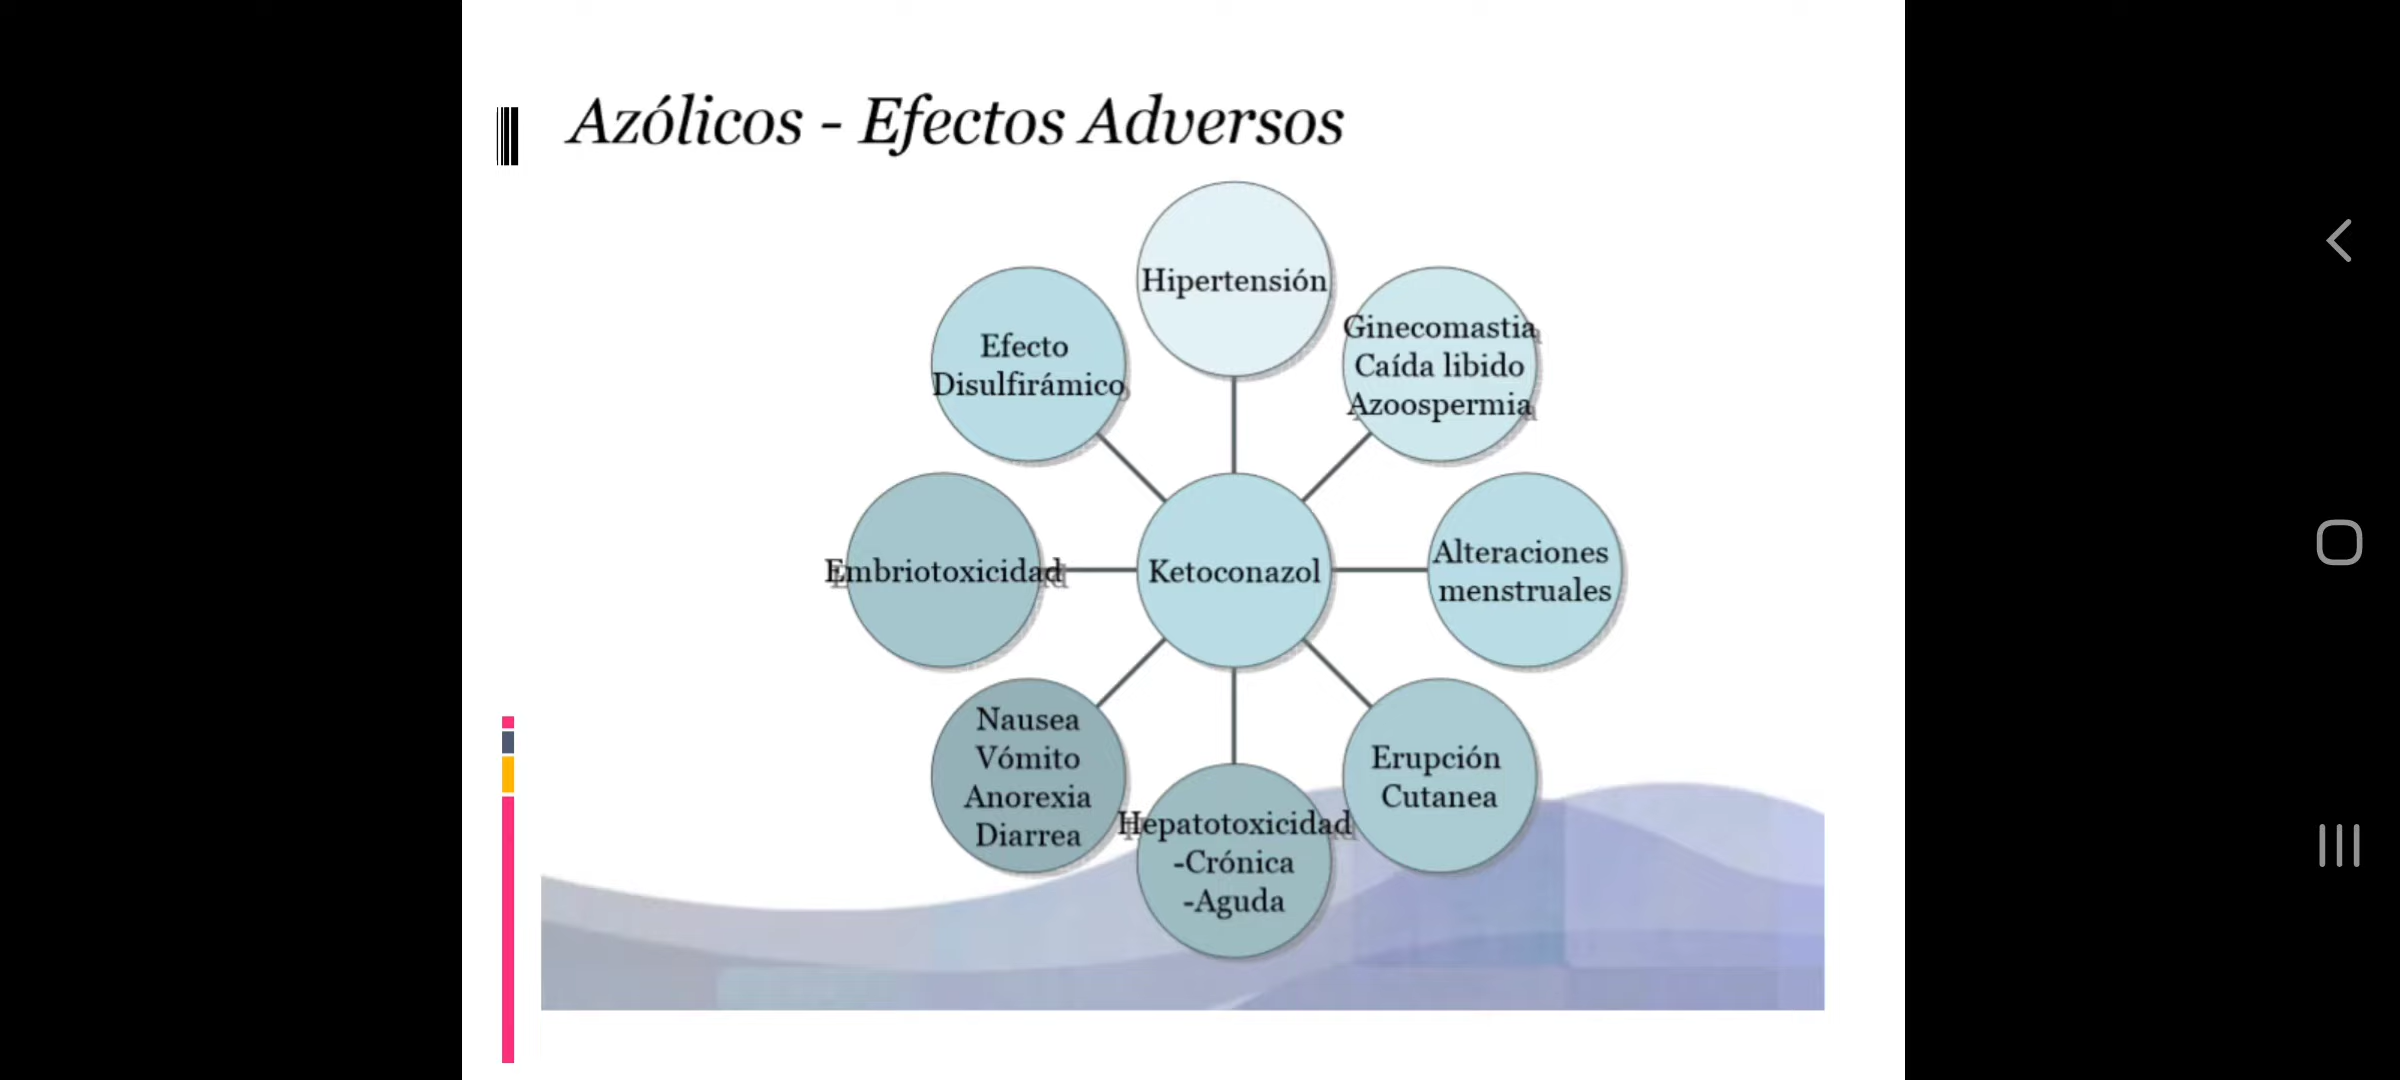 Azólicos - Efectos Adversos
Hipertensión
Ginecomastia
Caída libido
Azoospermia
Alteraciones
menstruales
Erupción
Cutanea
Hepatotoxicidad
-Crónica
-Aguda
Nausea
Vómito
Anorexia
Diarrea
Embriotoxicidad
Efecto
Disulfirámico
Ketoconazol